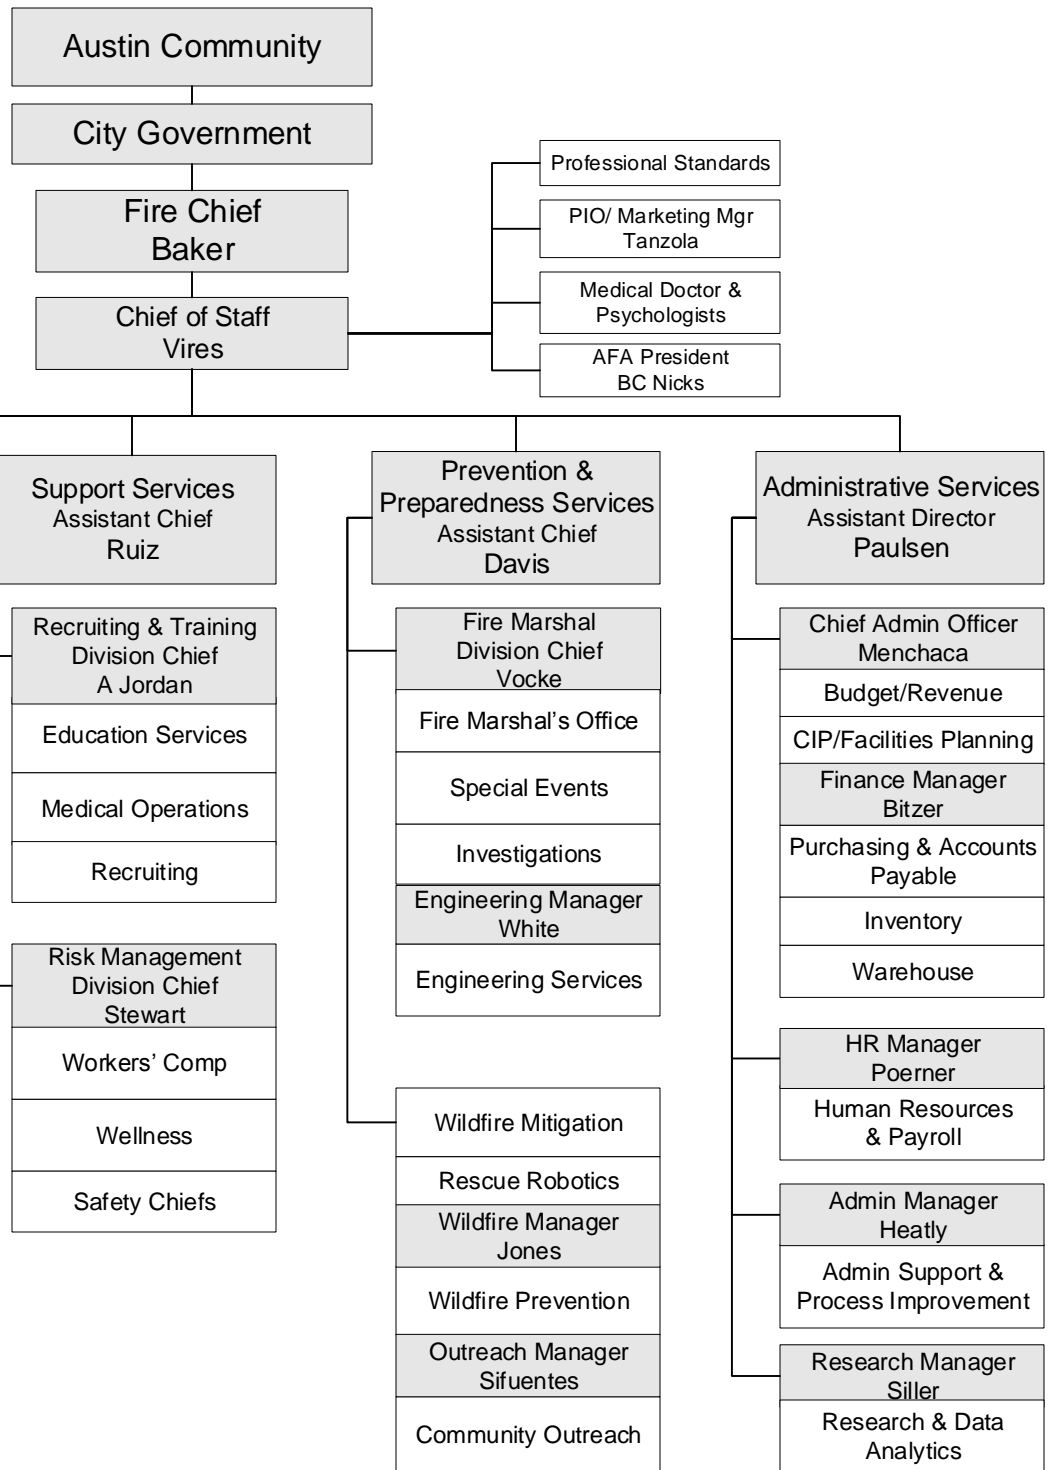 Austin Community
City Government
Fire Chief
Baker
Chief of Staff
Vires
Professional Standards
PIO/ Marketing Mgr
Tanzola
Medical Doctor &
Psychologists
AFA President
BC Nicks
Support Services
Assistant Chief
Ruiz
Recruiting & Training
Division Chief
A Jordan
Education Services
Medical Operations
Recruiting
Risk Management
Division Chief
Stewart
Workers’ Comp
Wellness
Safety Chiefs
Prevention &
Preparedness Services
Assistant Chief
Davis
Fire Marshal
Division Chief
Vocke
Fire Marshal’s Office
Special Events
Investigations
Engineering Manager
White
Engineering Services
Wildfire Mitigation
Rescue Robotics
Wildfire Manager
Jones
Wildfire Prevention
Outreach Manager
Sifuentes
Community Outreach
Administrative Services
Assistant Director
Paulsen
Chief Admin Officer
Menchaca
Budget/Revenue
CIP/Facilities Planning
Finance Manager
Bitzer
Purchasing & Accounts
Payable
Inventory
Warehouse
HR Manager
Poerner
Human Resources
& Payroll
Admin Manager
Heatly
Admin Support &
Process Improvement
Research Manager
Siller
Research & Data
Analytics